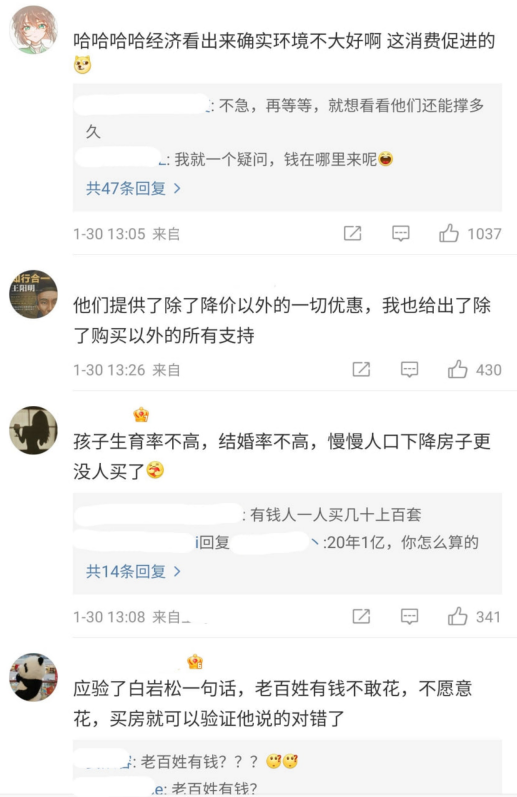 哈哈哈哈经济看出来确实环境不大好啊 这消费促进的
: 不急，再等等，就想看看他们还能撑多
久
: 我就一个疑问，钱在哪里来呢
共47条回复 >
1-30 13:05 来自
1037
知行合一
王阳明
他们提供了除了降价以外的一切优惠，我也给出了除
了购买以外的所有支持
1-30 13:26 来自
430
孩子生育率不高，结婚率不高，慢慢人口下降房子更
没人买了
: 有钱人一人买几十上百套
i回复
丶:20年1亿，你怎么算的
共14条回复 >
1-30 13:08 来自
341
应验了白岩松一句话，老百姓有钱不敢花，不愿意
花，买房就可以验证他说的对错了
: 老百姓有钱？？？
e: 老百姓有钱?